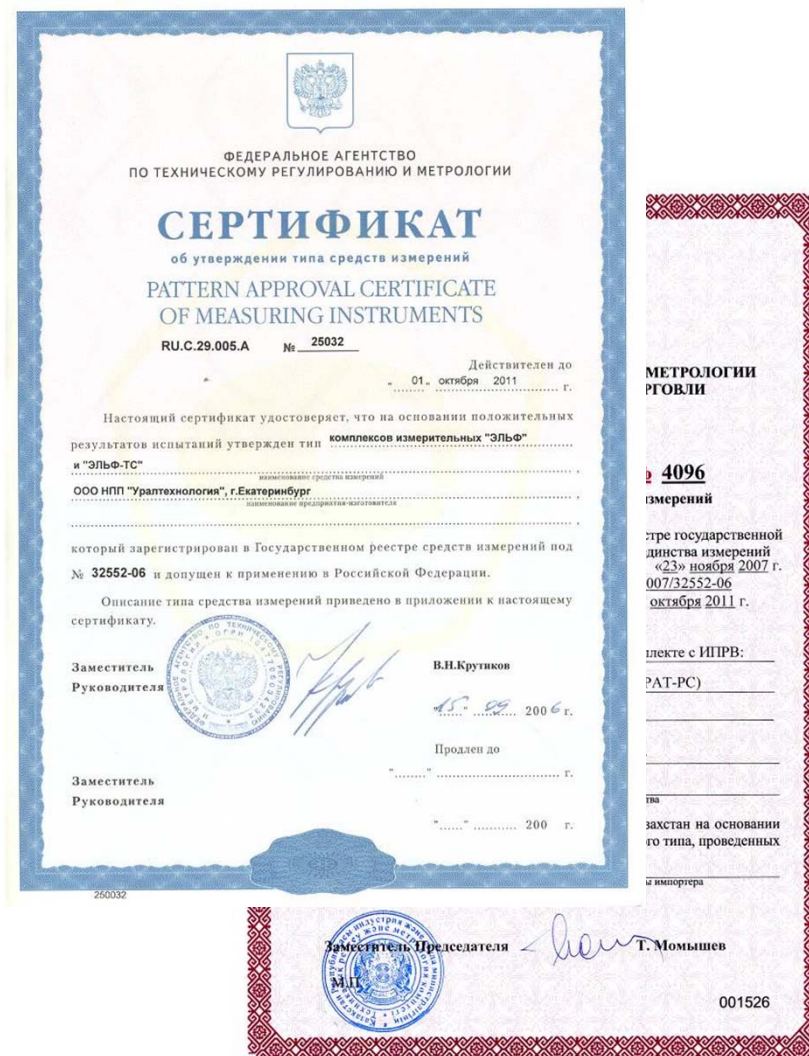 ФЕДЕРАЛЬНОЕ АГЕНТСТВО
ПО ТЕХНИЧЕСКОМУ РЕГУЛИРОВАНИЮ И МЕТРОЛОГИИ
СЕРТИФИКАТ
об утверждении типа средств измерений
PATTERN APPROVAL CERTIFICATE
OF MEASURING INSTRUMENTS
RU.C.29.005.A № 25032
Действителен до
" 01 " октября 2011 г.
Настоящий сертификат удостоверяет, что на основании положительных
результатов испытаний утвержден тип комплексов измерительных "ЭЛЬФ"
и "ЭЛЬФ-ТС"
наименование средства измерений
ООО НПП "Уралтехнология", г.Екатеринбург
наименование предприятия-изготовителя
который зарегистрирован в Государственном реестре средств измерений под
№ 32552-06 и допущен к применению в Российской Федерации.
Описание типа средства измерений приведено в приложении к настоящему
сертификату.
Заместитель
Руководителя
В.Н.Крутиков
"15" 09 2006 г.
Продлен до
"......" .......................... г.
Заместитель
Руководителя
"......" .......... 200 г.
250032
МЕТРОЛОГИИ
РГОВЛИ
4096
змерений
стре государственной
динства измерений
«23» ноября 2007 г.
007/32552-06
октября 2011 г.
плекте с ИПРВ:
РАТ-РС)
тва
захстан на основании
го типа, проведенных
ы импортера
Заместитель Председателя
Т. Момышев
М.П.
001526